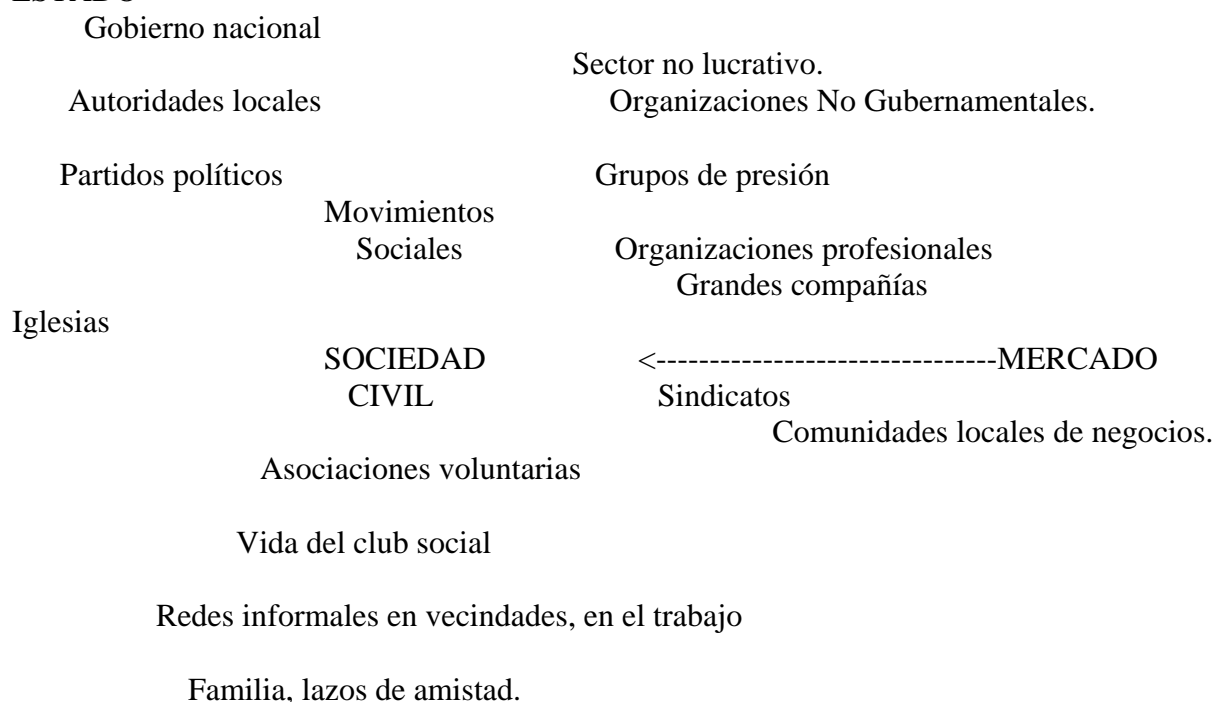 ESTADO
Gobierno nacional
Sector no lucrativo.
Autoridades locales Organizaciones No Gubernamentales.
Partidos políticos Grupos de presión
Movimientos
Sociales Organizaciones profesionales
Grandes compañías
Iglesias
SOCIEDAD <--------------------------------MERCADO
CIVIL Sindicatos
Comunidades locales de negocios.
Asociaciones voluntarias
Vida del club social
Redes informales en vecindades, en el trabajo
Familia, lazos de amistad.